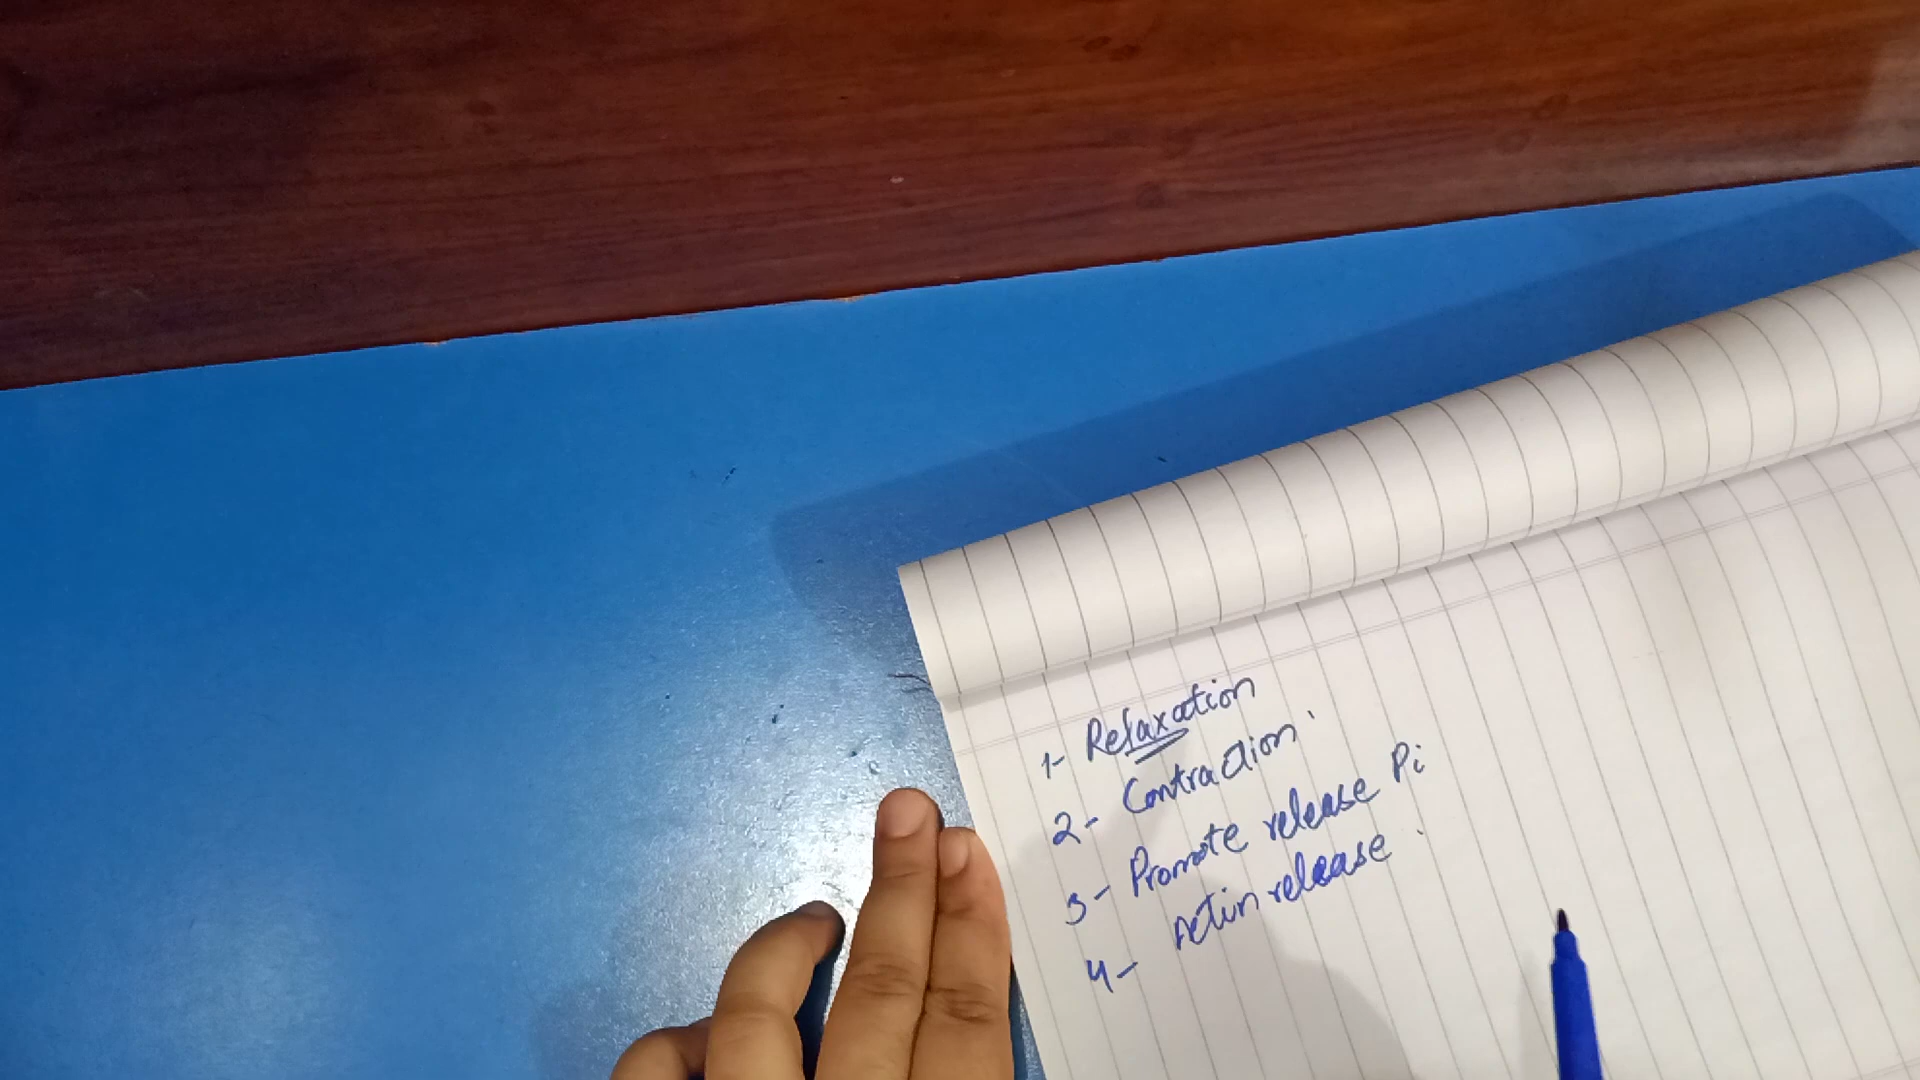 1- Relaxation
2- Contraction.
3- Promote release Pi
4- Actin release.